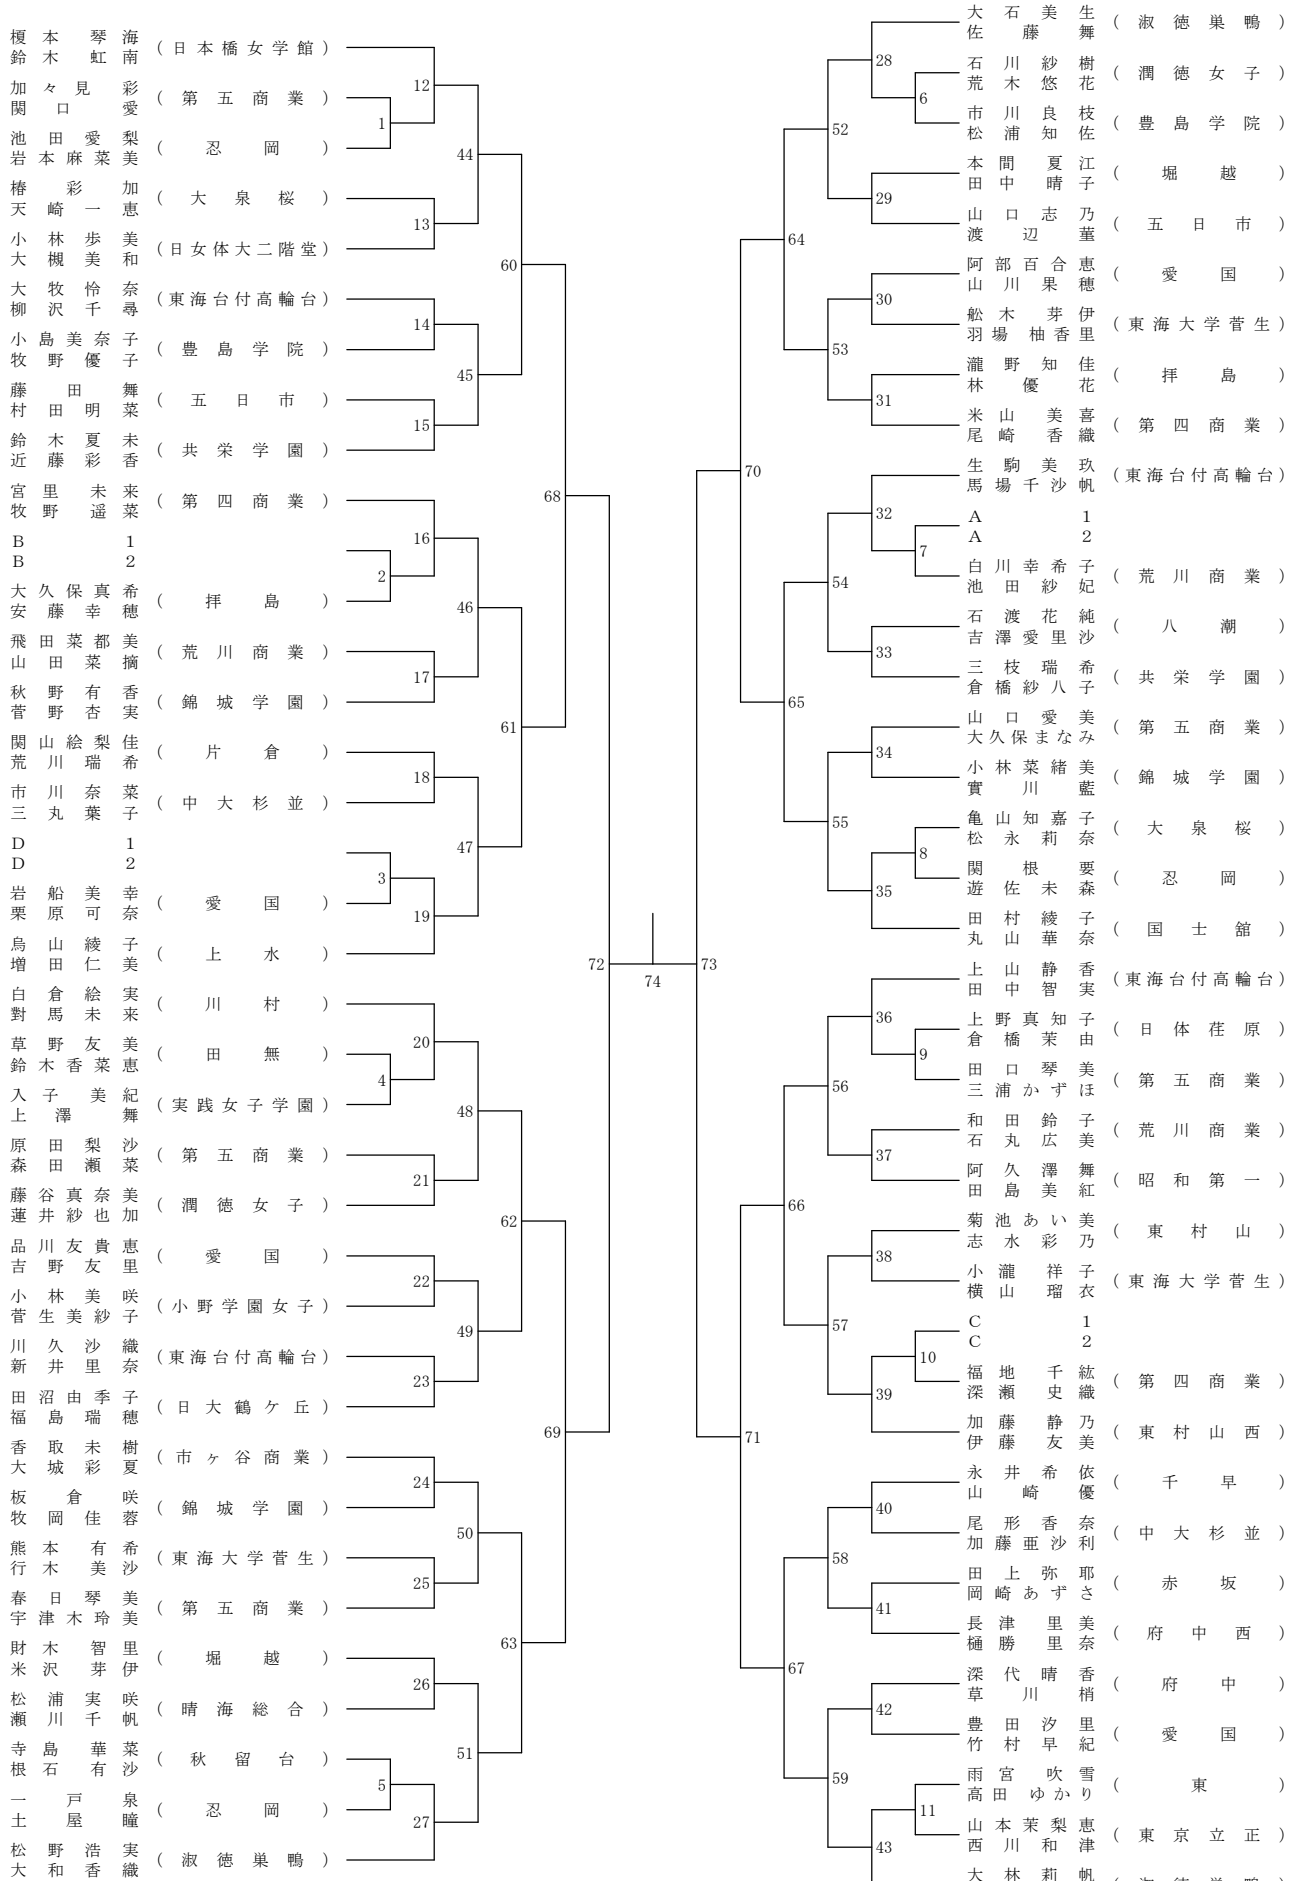 榎本琴海
鈴木虹南
(日本橋女学館)
加々見彩
関口愛
(第五商業)
池田愛梨
岩本麻菜美
(忍岡)
椿彩加
天崎一恵
(大泉桜)
小林歩美
大槻美和
(日女体大二階堂)
大牧怜奈
柳沢千尋
(東海台付高輪台)
小島美奈子
牧野優子
(豊島学院)
藤田舞
村田明菜
(五日市)
鈴木夏未
近藤彩香
(共栄学園)
宮里未来
牧野遥菜
(第四商業)
B 1
B 2
大久保真希
安藤幸穂
(拝島)
飛田菜都美
山田菜摘
(荒川商業)
秋野有香
菅野杏実
(錦城学園)
関山絵梨佳
荒川瑞希
(片倉)
市川奈菜
三丸葉子
(中大杉並)
D 1
D 2
岩船美幸
栗原可奈
(愛国)
烏山綾子
増田仁美
(上水)
白倉絵実
對馬未来
(川村)
草野友美
鈴木香菜恵
(田無)
入子美紀
上澤舞
(実践女子学園)
原田梨沙
森田瀬菜
(第五商業)
藤谷真奈美
蓮井紗也加
(潤徳女子)
品川友貴恵
吉野友里
(愛国)
小林美咲
菅生美紗子
(小野学園女子)
川久沙織
新井里奈
(東海台付高輪台)
田沼由季子
福島瑞穂
(日大鶴ケ丘)
香取未樹
大城彩夏
(市ヶ谷商業)
板倉咲
牧岡佳蓉
(錦城学園)
熊本有希
行木美沙
(東海大学菅生)
春日琴美
宇津木玲美
(第五商業)
財木智里
米沢芽伊
(堀越)
松浦実咲
瀬川千帆
(晴海総合)
寺島華菜
根石有沙
(秋留台)
一戸泉
土屋瞳
(忍岡)
松野浩実
大和香織
(淑徳巣鴨)
1
2
3
4
5
12
13
14
15
16
17
18
19
20
21
22
23
24
25
26
27
44
45
46
47
48
49
50
51
60
61
62
63
68
69
72
74
73
70
71
64
65
66
67
52
53
54
55
56
57
58
59
28
29
30
31
32
33
34
35
36
37
38
39
40
41
42
43
6
7
8
9
10
11
大石美生
佐藤舞
(淑徳巣鴨)
石川紗樹
荒木悠花
(潤徳女子)
市川良枝
松浦知佐
(豊島学院)
本間夏江
田中晴子
(堀越)
山口志乃
渡辺菫
(五日市)
阿部百合恵
山川果穂
(愛国)
舩木芽伊
羽場柚香里
(東海大学菅生)
瀧野知佳
林優花
(拝島)
米山美喜
尾崎香織
(第四商業)
生駒美玖
馬場千沙帆
(東海台付高輪台)
A 1
A 2
白川幸希子
池田紗妃
(荒川商業)
石渡花純
吉澤愛里沙
(八潮)
三枝瑞希
倉橋紗八子
(共栄学園)
山口愛美
大久保まなみ
(第五商業)
小林菜緒美
實川藍
(錦城学園)
亀山知嘉子
松永莉奈
(大泉桜)
関根要
遊佐未森
(忍岡)
田村綾子
丸山華奈
(国士舘)
上山静香
田中智実
(東海台付高輪台)
上野真知子
倉橋茉由
(日体荏原)
田口琴美
三浦かずほ
(第五商業)
和田鈴子
石丸広美
(荒川商業)
阿久澤舞
田島美紅
(昭和第一)
菊池あい美
志水彩乃
(東村山)
小瀧祥子
横山瑠衣
(東海大学菅生)
C 1
C 2
福地千紘
深瀬史織
(第四商業)
加藤静乃
伊藤友美
(東村山西)
永井希依
山崎優
(千早)
尾形香奈
加藤亜沙利
(中大杉並)
田上弥耶
岡崎あずさ
(赤坂)
長津里美
樋勝里奈
(府中西)
深代晴香
草川梢
(府中)
豊田汐里
竹村早紀
(愛国)
雨宮吹雪
高田ゆかり
(東)
山本茉梨恵
西川和津
(東京立正)
大林莉帆